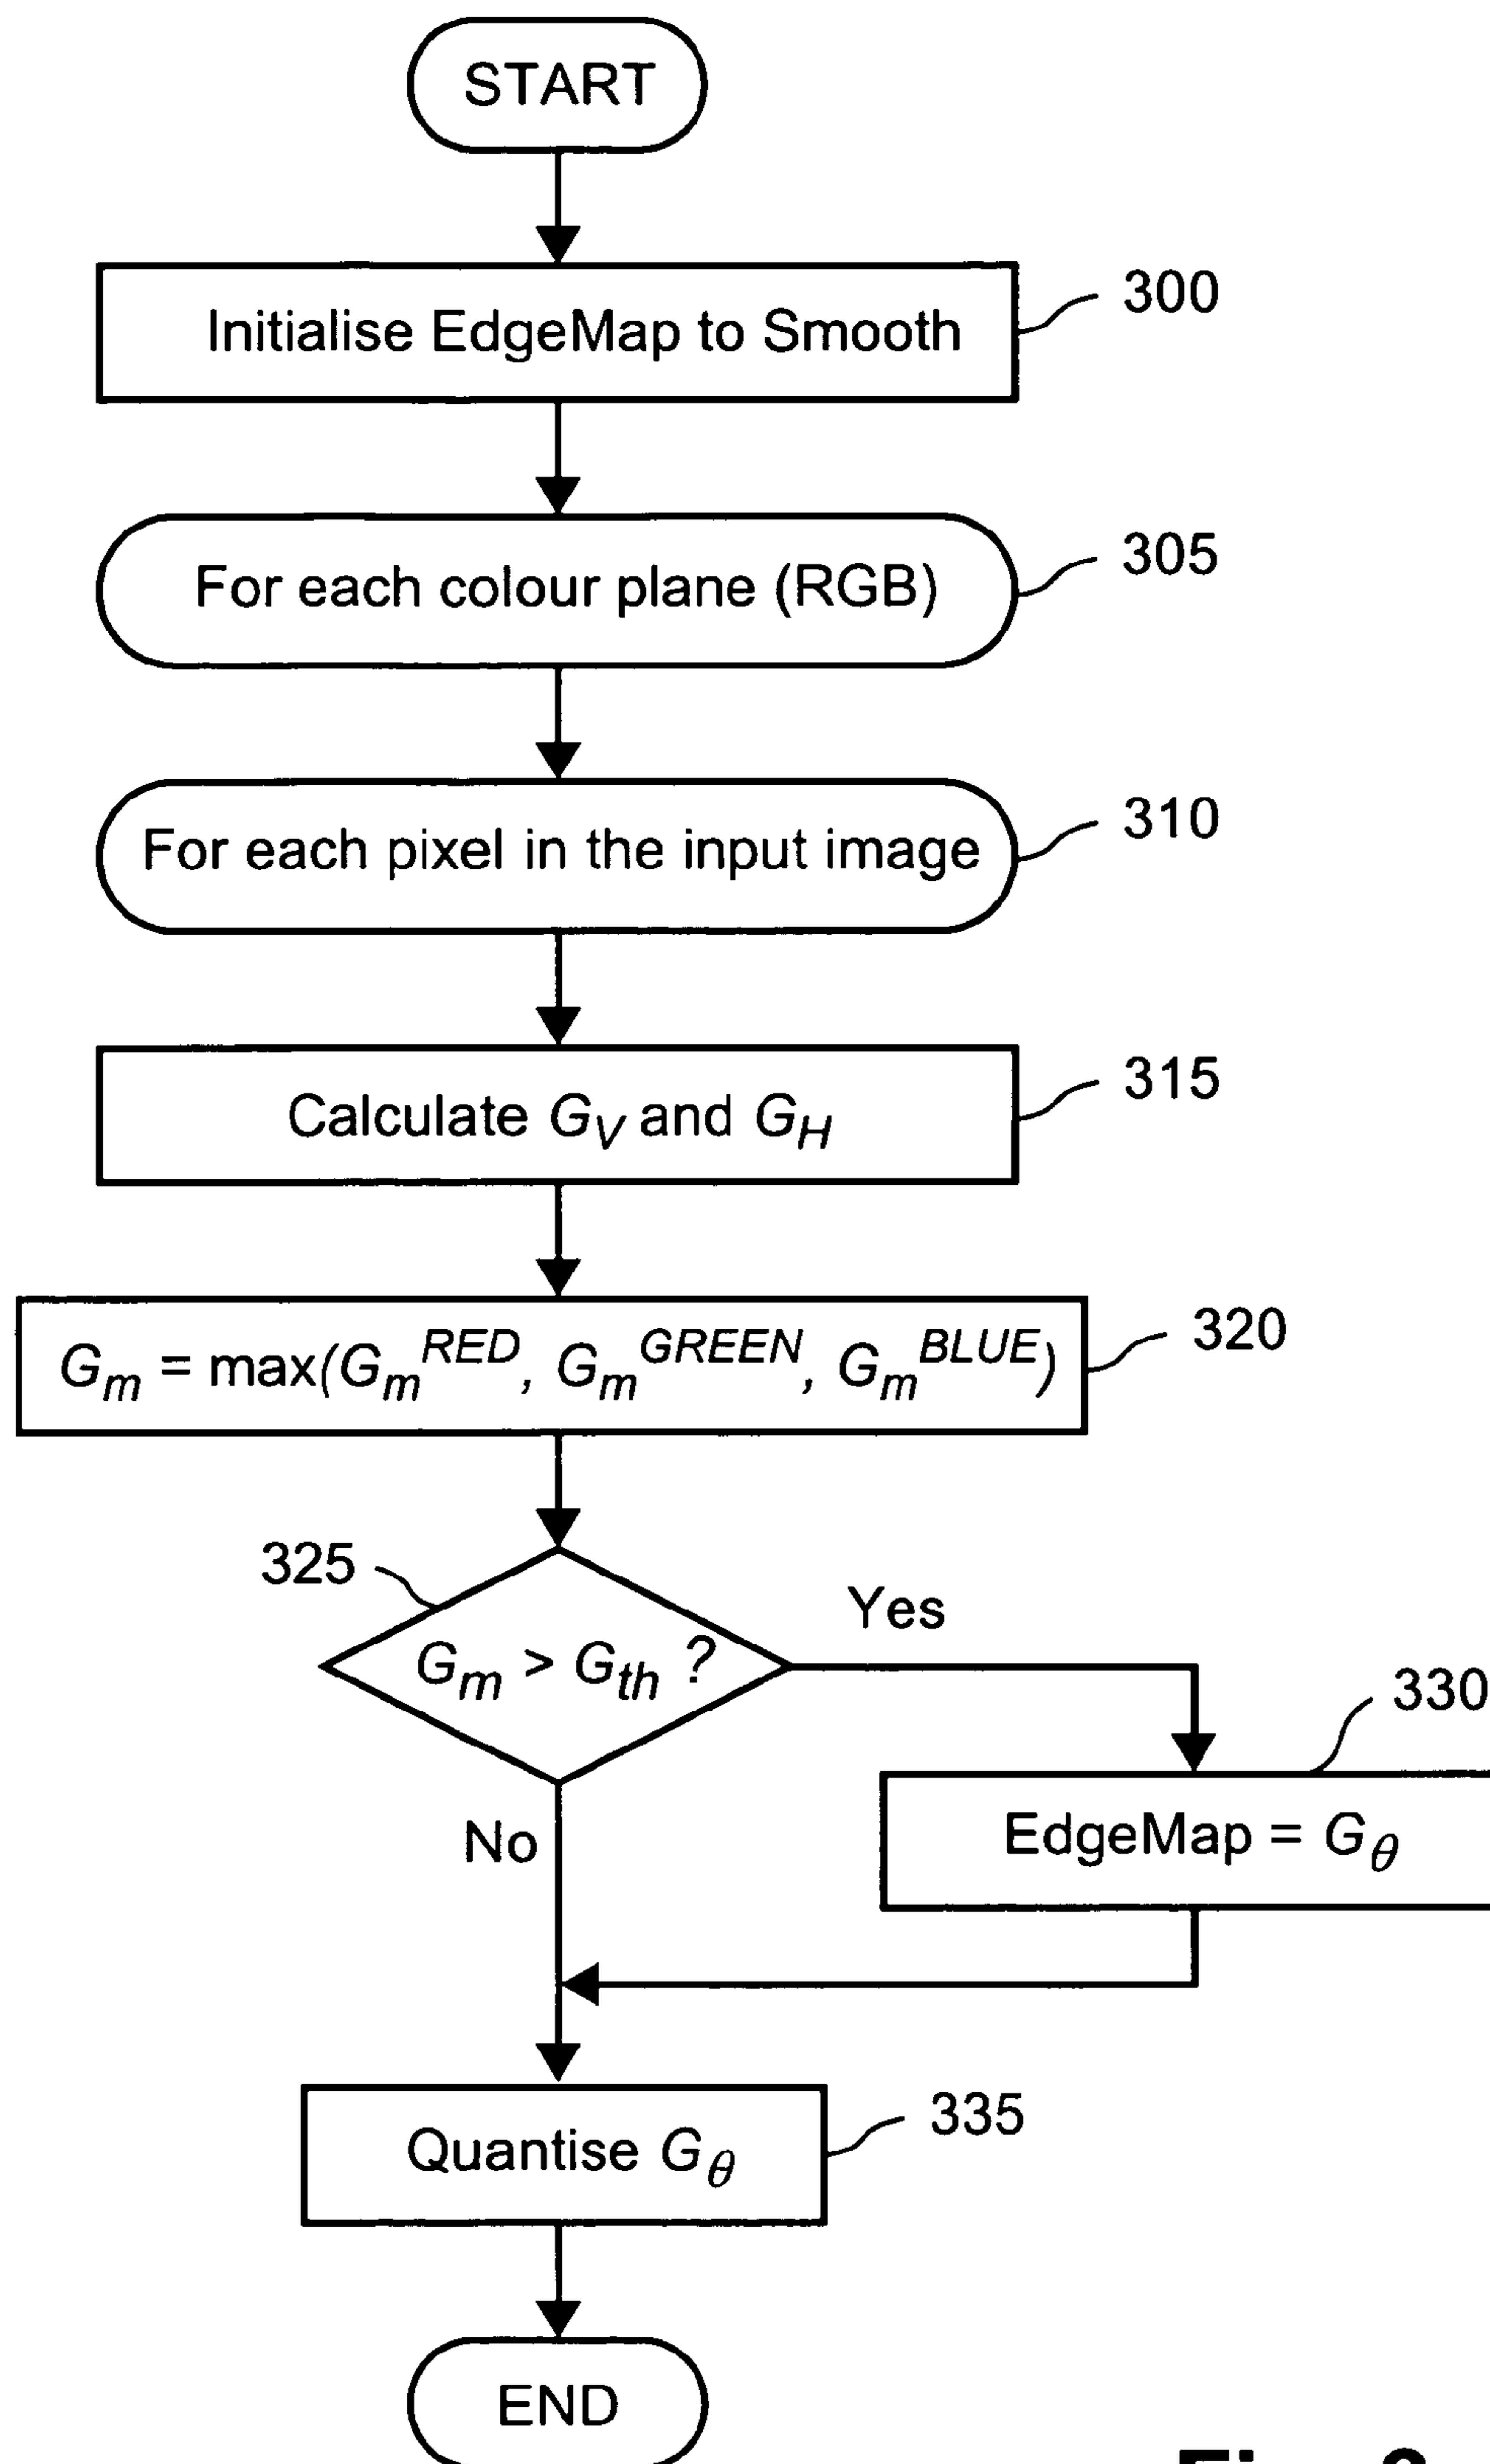 START
Initialise EdgeMap to Smooth
300
For each colour plane (RGB)
305
For each pixel in the input image
310
Calculate G_V and G_H
315
G_m = max(G_m^RED, G_m^GREEN, G_m^BLUE)
320
325
G_m > G_th ?
Yes
330
EdgeMap = G_θ
No
335
Quantise G_θ
END